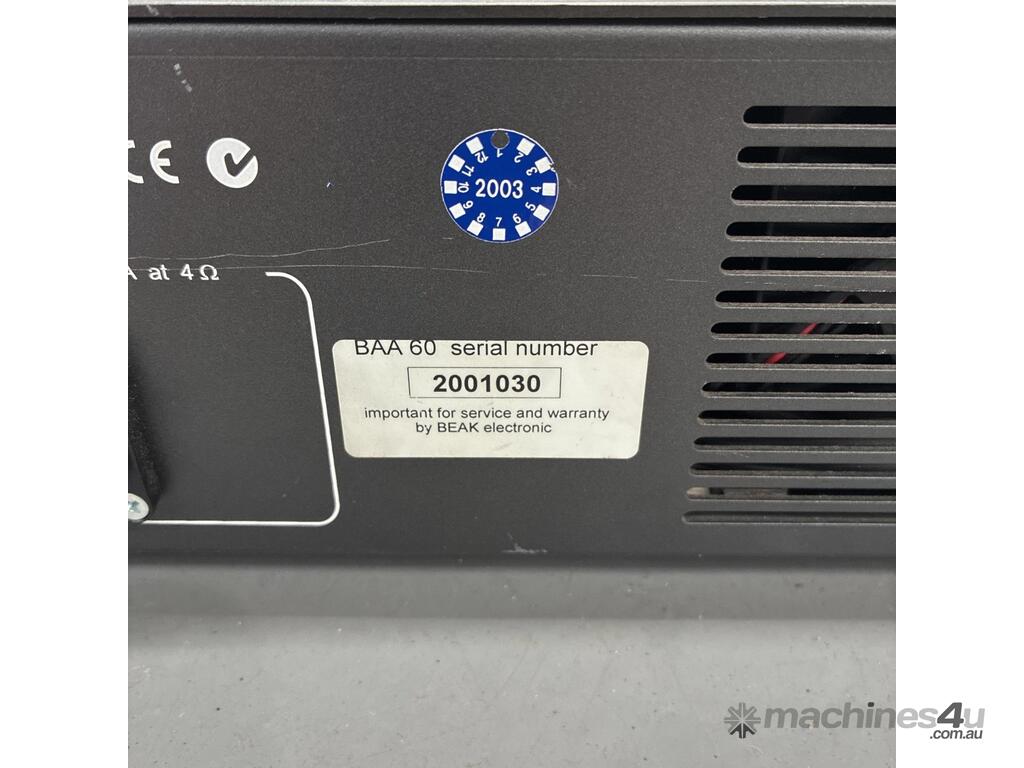 CE
12 1 2 3 4 5 6 7 8 9 10 11
2003
A at 4 Ω
BAA 60 serial number
2001030
important for service and warranty
by BEAK electronic
machines4u
.com.au